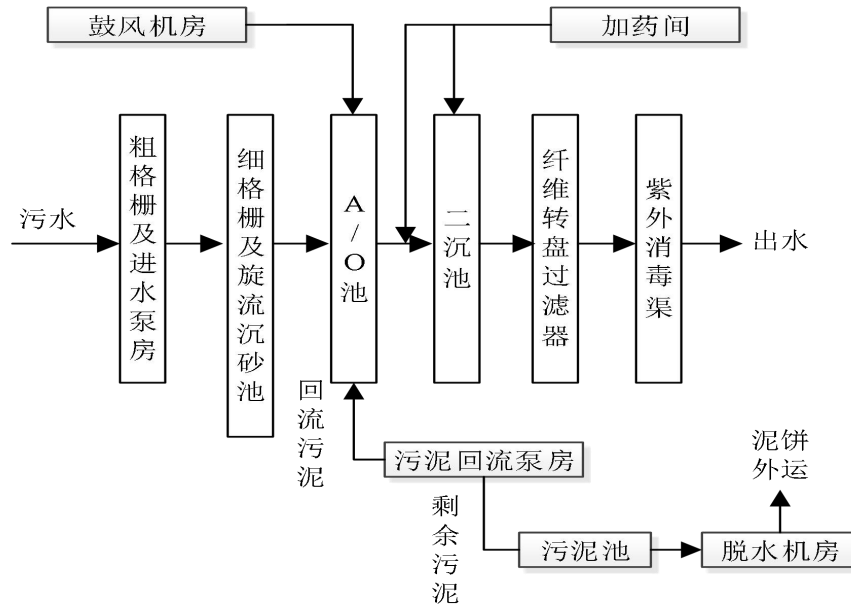 鼓风机房
加药间
污水
粗格栅及进水泵房
细格栅及旋流沉砂池
A/O池
二沉池
纤维转盘过滤器
紫外消毒渠
出水
回流污泥
污泥回流泵房
剩余污泥
污泥池
脱水机房
泥饼
外运